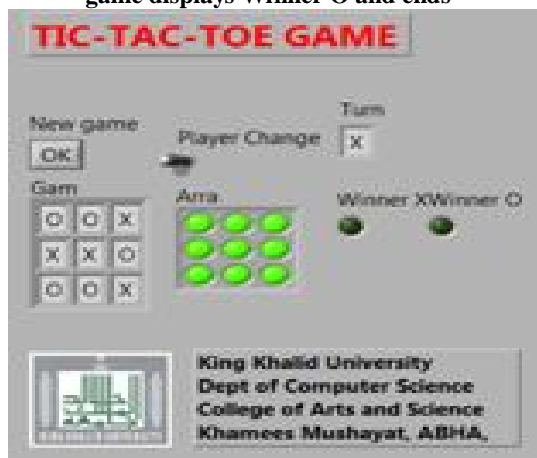 game displays Winner O and ends
TIC-TAC-TOE GAME
Turn
New game
Player Change
X
OK
Gam
Arra
Winner X Winner O
O O X
X X O
O O X
King Khalid University
Dept of Computer Science
College of Arts and Science
Khamees Mushayat, ABHA,